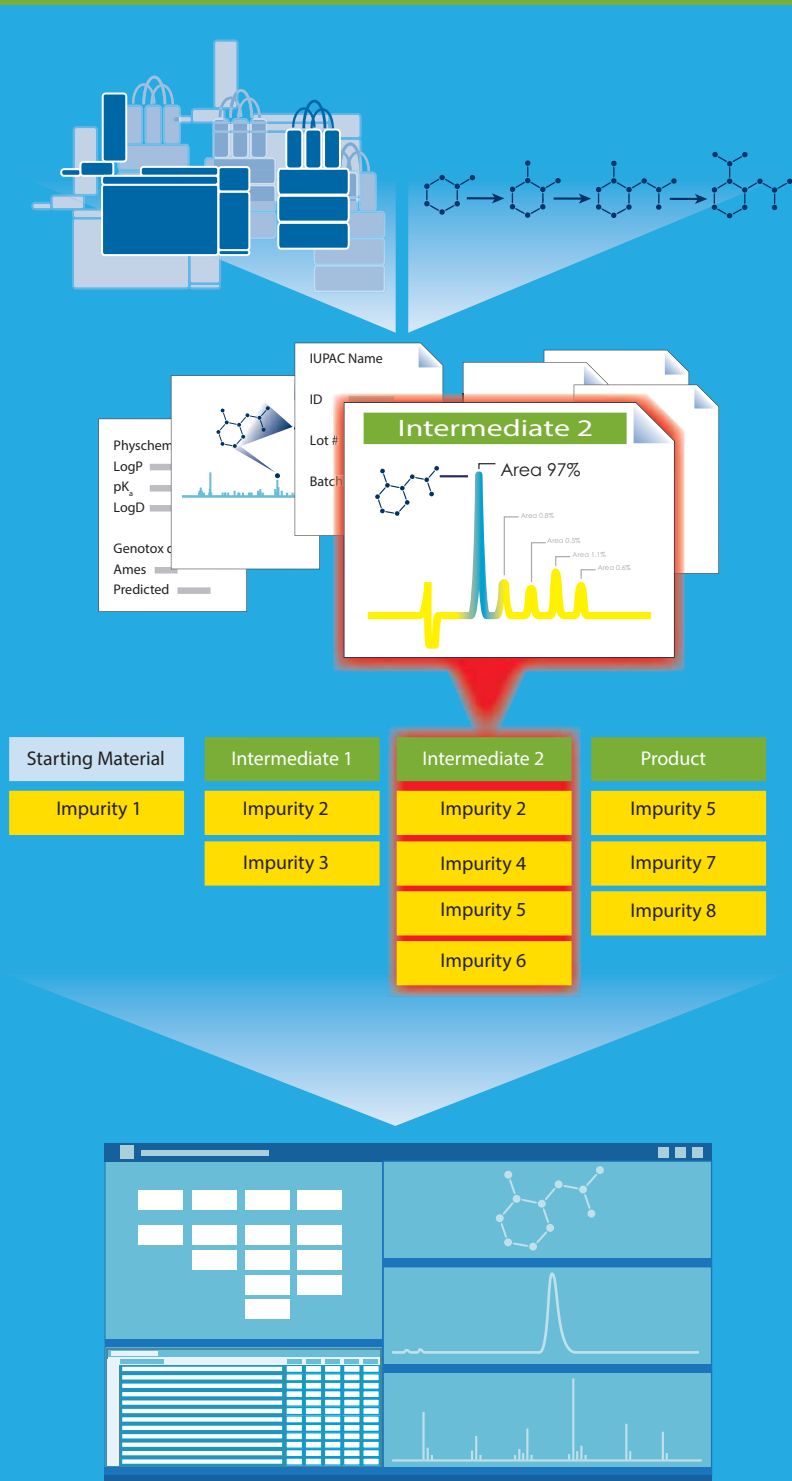 IUPAC Name
ID
Lot #
Batch
Physchem
LogP
pKa
LogD
Genotox
Ames
Predicted
Intermediate 2
Area 97%
Area 0.8%
Area 0.5%
Area 1.1%
Area 0.6%
Starting Material
Intermediate 1
Intermediate 2
Product
Impurity 1
Impurity 2
Impurity 2
Impurity 5
Impurity 3
Impurity 4
Impurity 7
Impurity 5
Impurity 8
Impurity 6